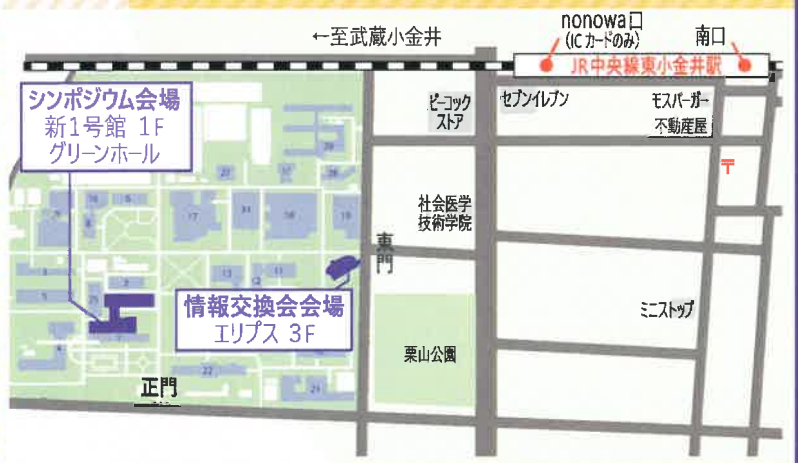 nonowa口
(ICカードのみ)
南口
←至武蔵小金井
JR中央線東小金井駅
シンポジウム会場
新1号館 1F
グリーンホール
ピーコック
ストア
セブンイレブン
モスバーガー
不動産屋
〒
社会医学
技術学院
東門
情報交換会会場
エリプス 3F
ミニストップ
栗山公園
正門
17
22